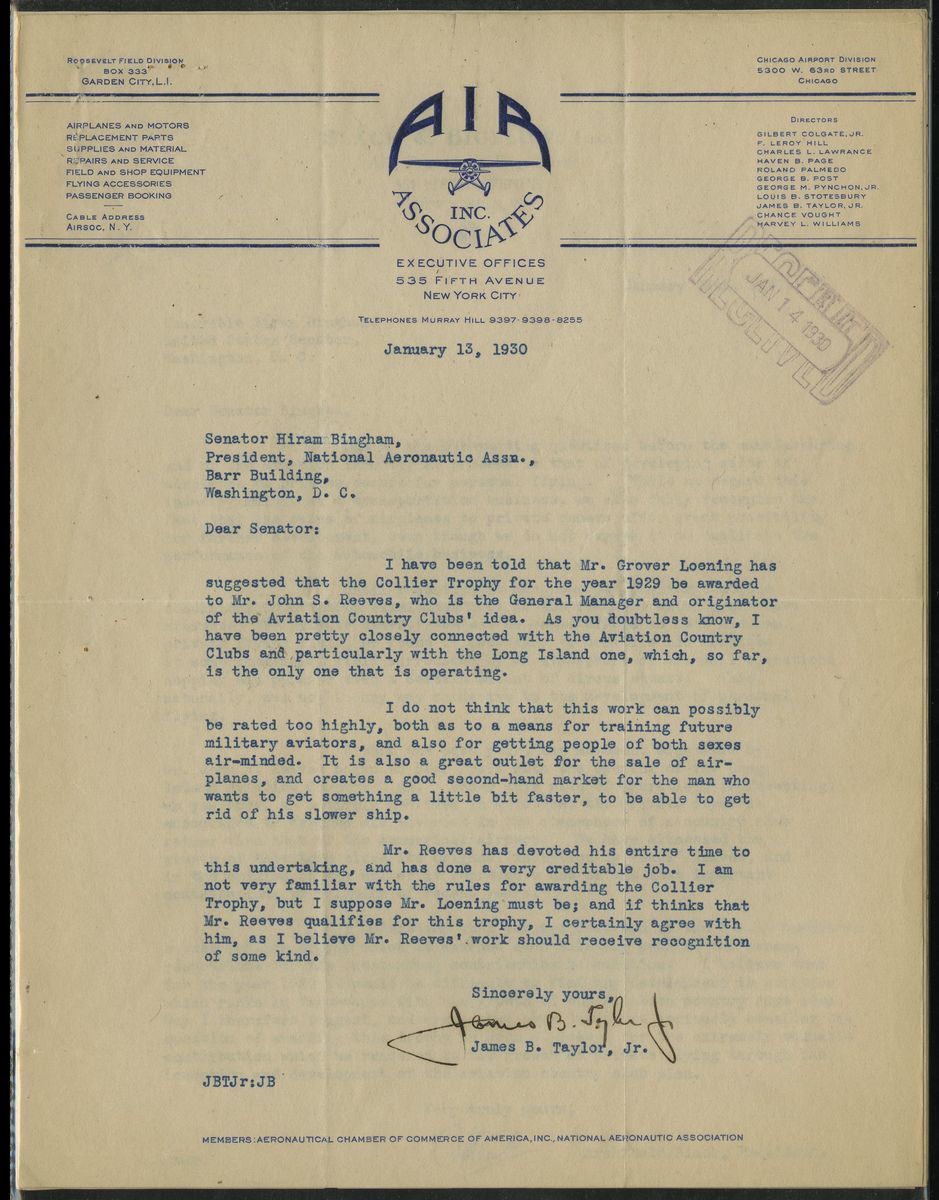 ROOSEVELT FIELD DIVISION
BOX 333
GARDEN CITY, L.I.
CHICAGO AIRPORT DIVISION
5300 W. 63RD STREET
CHICAGO
AIRPLANES AND MOTORS
REPLACEMENT PARTS
SUPPLIES AND MATERIAL
REPAIRS AND SERVICE
FIELD AND SHOP EQUIPMENT
FLYING ACCESSORIES
PASSENGER BOOKING
CABLE ADDRESS
AIRSOC, N.Y.
AIR
ASSOCIATES
INC.
EXECUTIVE OFFICES
535 FIFTH AVENUE
NEW YORK CITY
TELEPHONES MURRAY HILL 9397-9398-8255
DIRECTORS
GILBERT COLGATE, JR.
F. LEROY HILL
CHARLES L. LAWRANCE
HAVEN B. PAGE
ROLAND PALMEDO
GEORGE B. POST
GEORGE M. PYNCHON, JR.
LOUIS B. STOTESBURY
JAMES B. TAYLOR, JR.
CHANCE VOUGHT
HARVEY L. WILLIAMS
JAN 14 1930
January 13, 1930
Senator Hiram Bingham,
President, National Aeronautic Assn.,
Barr Building,
Washington, D. C.
Dear Senator:
I have been told that Mr. Grover Loening has
suggested that the Collier Trophy for the year 1929 be awarded
to Mr. John S. Reeves, who is the General Manager and originator
of the Aviation Country Clubs' idea. As you doubtless know, I
have been pretty closely connected with the Aviation Country
Clubs and particularly with the Long Island one, which, so far,
is the only one that is operating.
I do not think that this work can possibly
be rated too highly, both as to a means for training future
military aviators, and also for getting people of both sexes
air-minded. It is also a great outlet for the sale of air-
planes, and creates a good second-hand market for the man who
wants to get something a little bit faster, to be able to get
rid of his slower ship.
Mr. Reeves has devoted his entire time to
this undertaking, and has done a very creditable job. I am
not very familiar with the rules for awarding the Collier
Trophy, but I suppose Mr. Loening must be; and if thinks that
Mr. Reeves qualifies for this trophy, I certainly agree with
him, as I believe Mr. Reeves' work should receive recognition
of some kind.
Sincerely yours,
James B. Taylor Jr
James B. Taylor, Jr.
JBTJr:JB
MEMBERS: AERONAUTICAL CHAMBER OF COMMERCE OF AMERICA, INC., NATIONAL AERONAUTIC ASSOCIATION